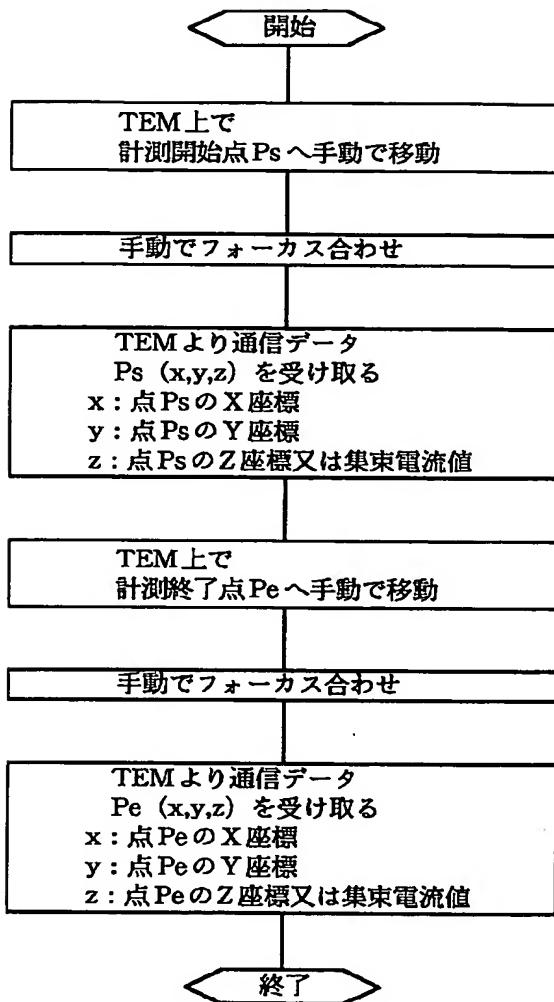 開始
TEM上で
計測開始点Psへ手動で移動
手動でフォーカス合わせ
TEMより通信データ
Ps (x,y,z) を受け取る
x：点PsのX座標
y：点PsのY座標
z：点PsのZ座標又は集束電流値
TEM上で
計測終了点Peへ手動で移動
手動でフォーカス合わせ
TEMより通信データ
Pe (x,y,z) を受け取る
x：点PeのX座標
y：点PeのY座標
z：点PeのZ座標又は集束電流値
終了